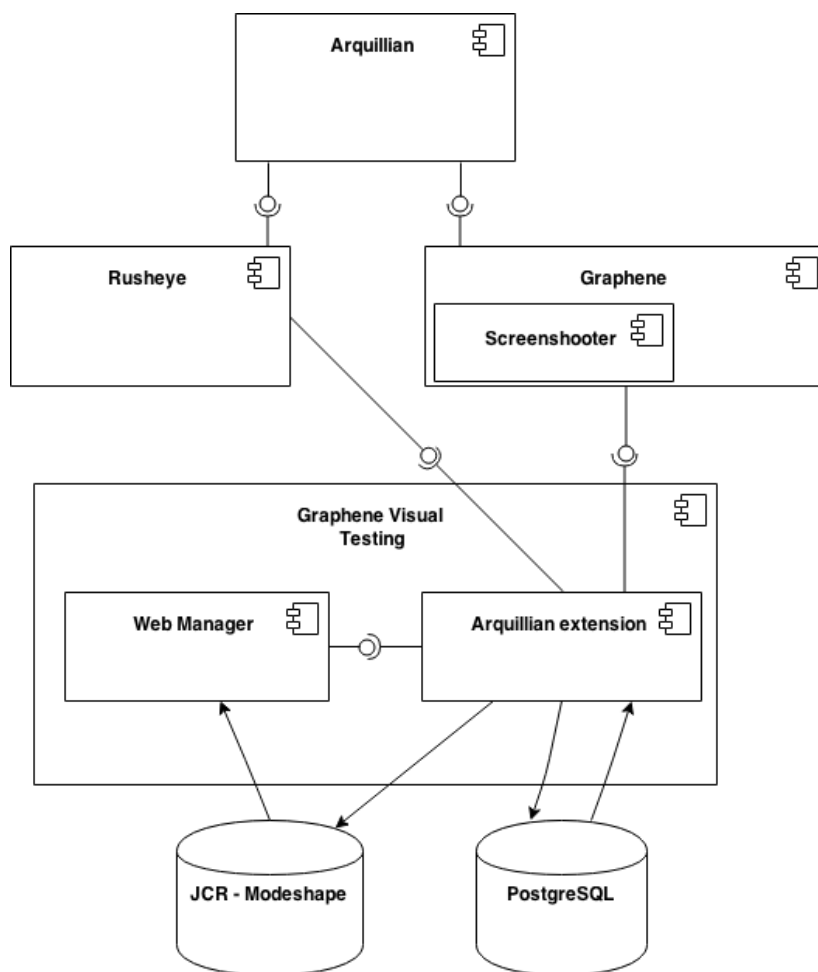 Arquillian
Rusheye
Graphene
Screenshooter
Graphene Visual
Testing
Web Manager
Arquillian extension
JCR - Modeshape
PostgreSQL